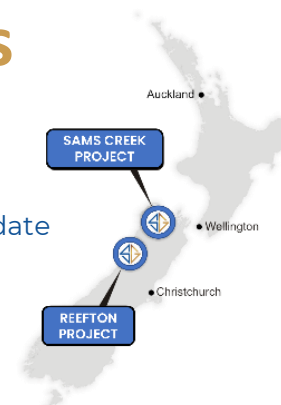 S
Auckland
SAMS CREEK
PROJECT
date
Wellington
Christchurch
REEFTON
PROJECT